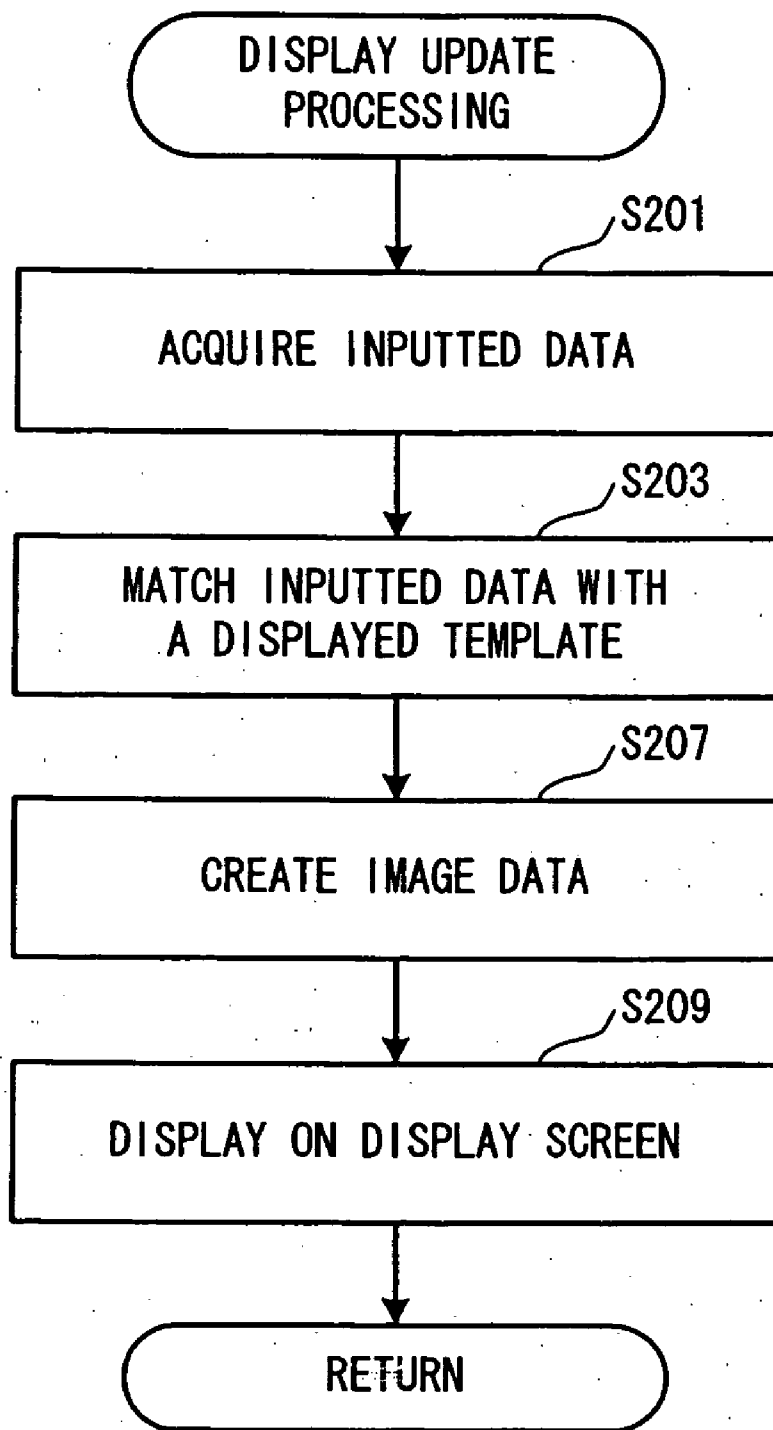 DISPLAY UPDATE
PROCESSING
S201
ACQUIRE INPUTTED DATA
S203
MATCH INPUTTED DATA WITH
A DISPLAYED TEMPLATE
S207
CREATE IMAGE DATA
S209
DISPLAY ON DISPLAY SCREEN
RETURN